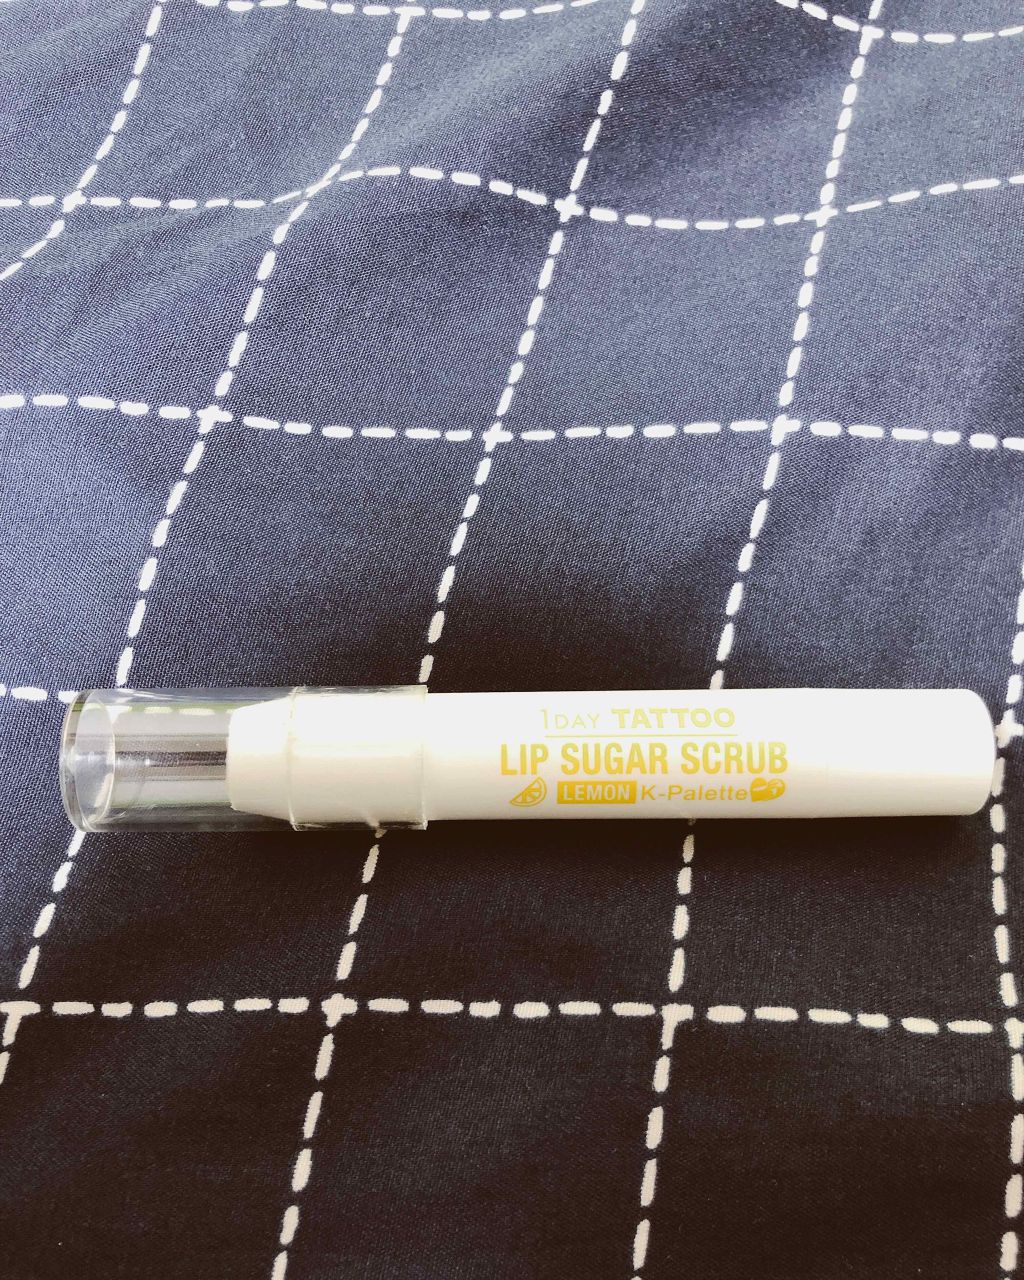 1DAY TATTOO
LIP SUGAR SCRUB
LEMON K-Palette